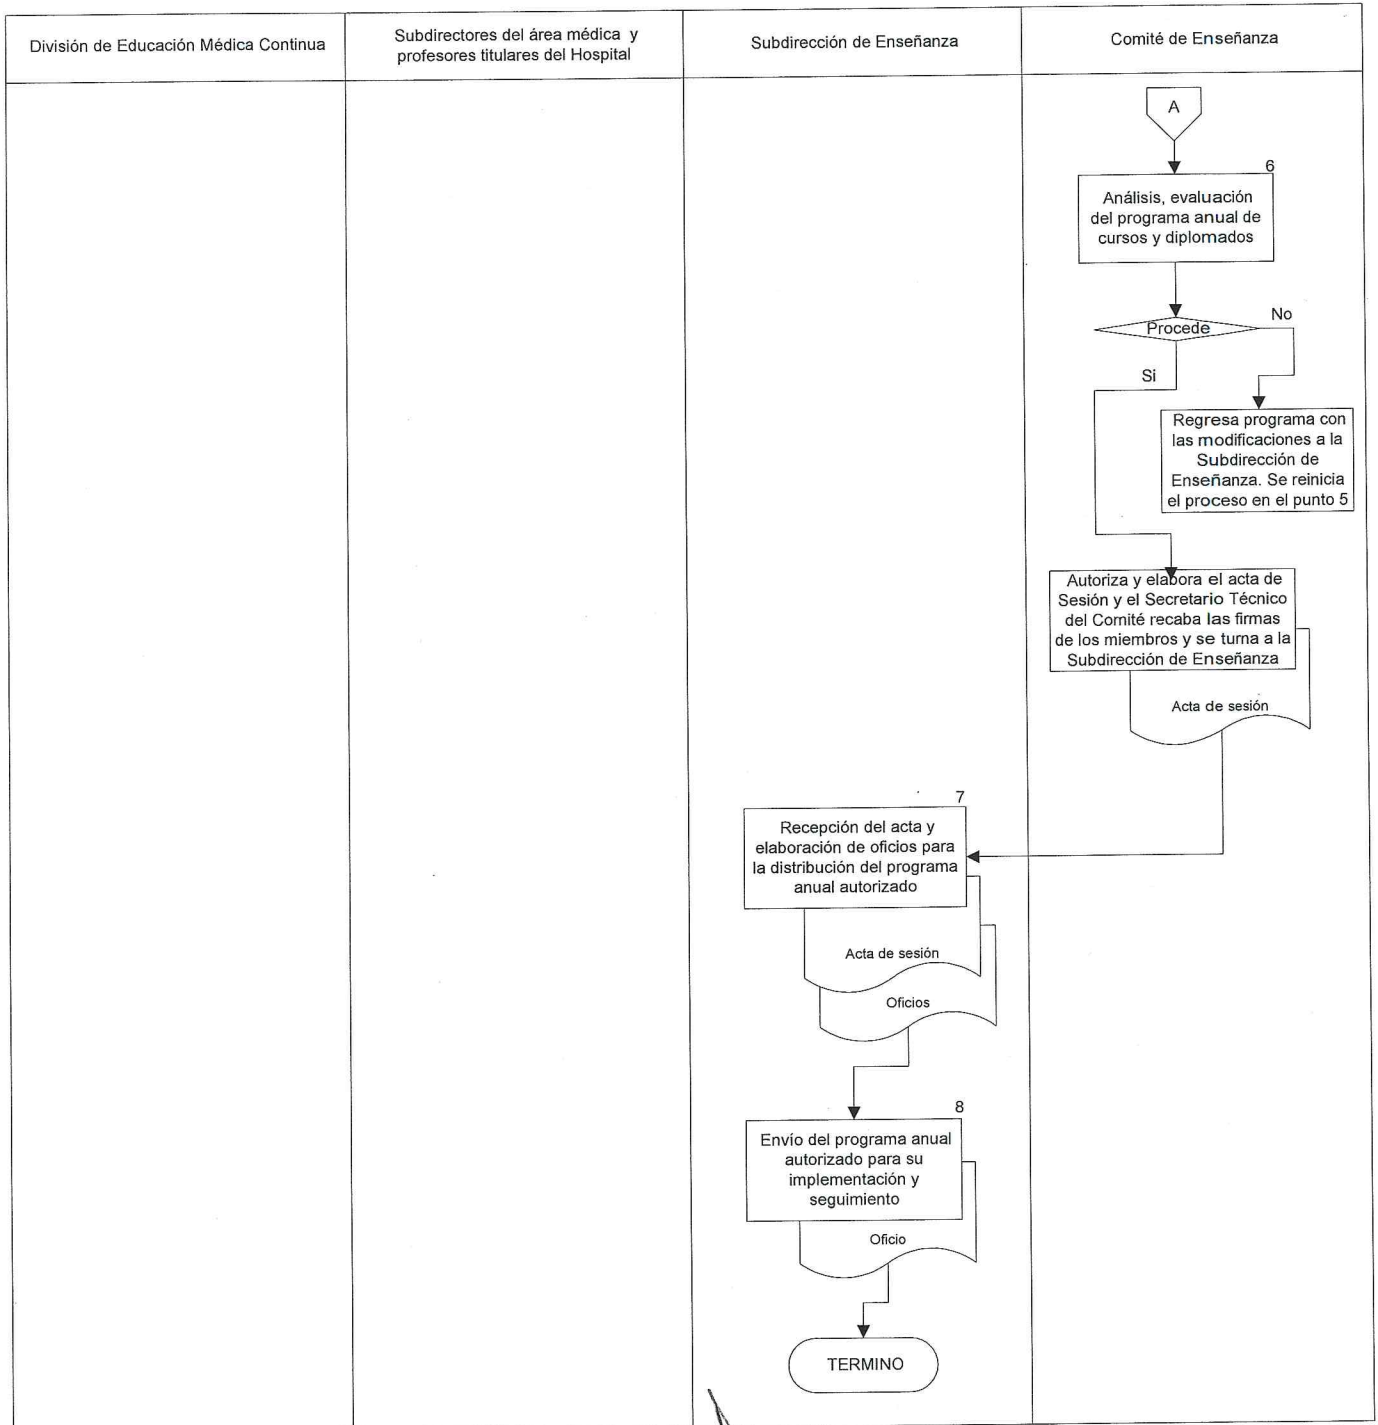 División de Educación Médica Continua
Subdirectores del área médica y
profesores titulares del Hospital
Subdirección de Enseñanza
Comité de Enseñanza
A
6
Análisis, evaluación
del programa anual de
cursos y diplomados
Procede
No
Si
Regresa programa con
las modificaciones a la
Subdirección de
Enseñanza. Se reinicia
el proceso en el punto 5
Autoriza y elabora el acta de
Sesión y el Secretario Técnico
del Comité recaba las firmas
de los miembros y se turna a la
Subdirección de Enseñanza
Acta de sesión
7
Recepción del acta y
elaboración de oficios para
la distribución del programa
anual autorizado
Acta de sesión
Oficios
8
Envío del programa anual
autorizado para su
implementación y
seguimiento
Oficio
TERMINO